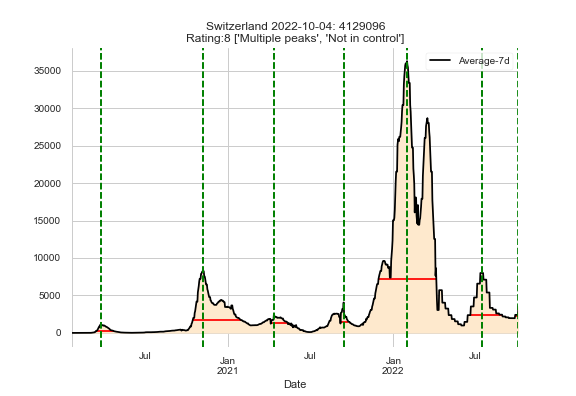 Switzerland 2022-10-04: 4129096
Rating:8 ['Multiple peaks', 'Not in control']
Average-7d
35000
30000
25000
20000
15000
10000
5000
0
Jul
Jan
2021
Jul
Jan
2022
Jul
Date